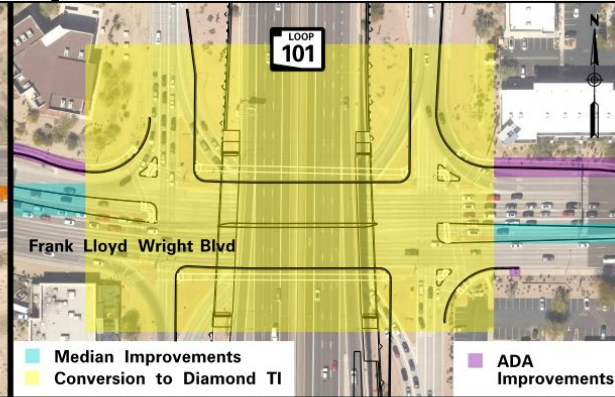 LOOP
101
N
Frank Lloyd Wright Blvd
Median Improvements
Conversion to Diamond TI
ADA
Improvements